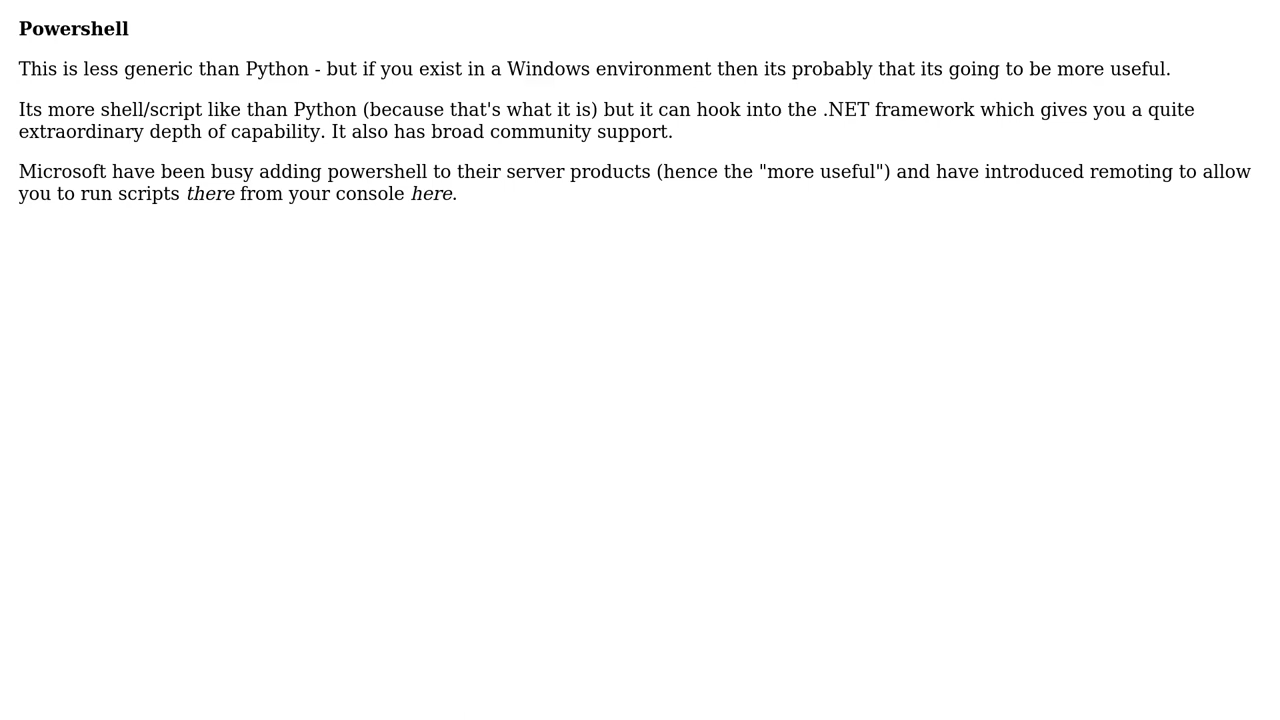 Powershell
This is less generic than Python - but if you exist in a Windows environment then its probably that its going to be more useful.
Its more shell/script like than Python (because that's what it is) but it can hook into the .NET framework which gives you a quite
extraordinary depth of capability. It also has broad community support.
Microsoft have been busy adding powershell to their server products (hence the "more useful") and have introduced remoting to allow
you to run scripts there from your console here.